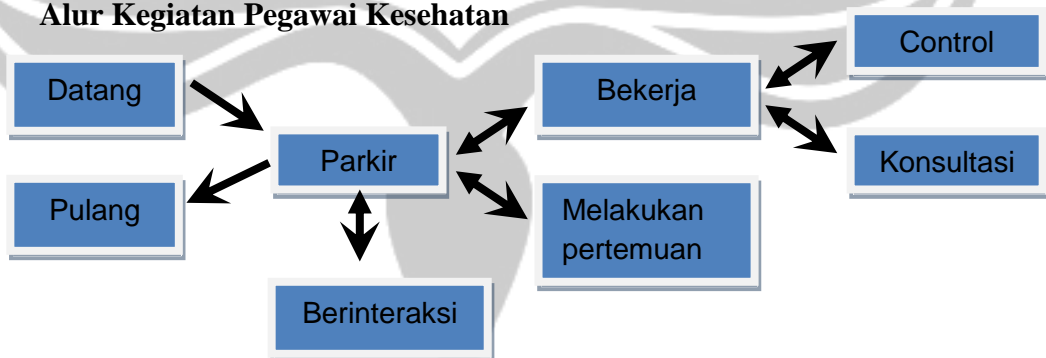 Alur Kegiatan Pegawai Kesehatan
Datang
Parkir
Pulang
Berinteraksi
Bekerja
Melakukan
pertemuan
Control
Konsultasi